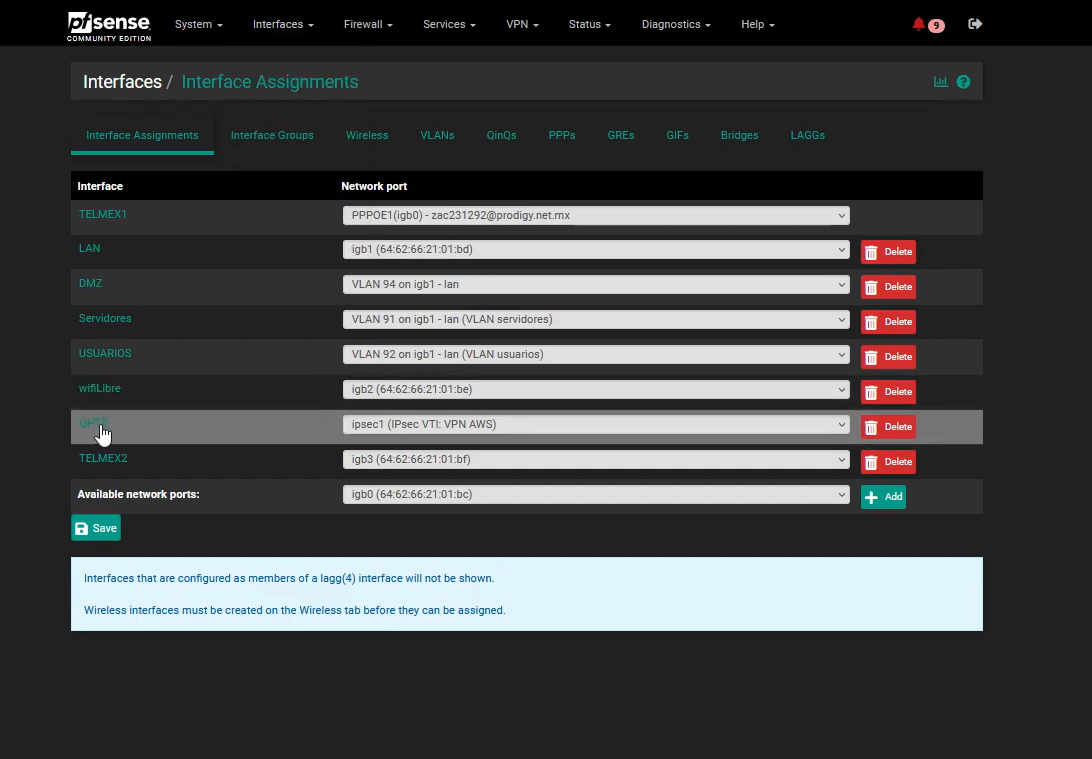 pfsense
COMMUNITY EDITION
System
Interfaces
Firewall
Services
VPN
Status
Diagnostics
Help
9
Interfaces / Interface Assignments
Interface Assignments
Interface Groups
Wireless
VLANs
QinQs
PPPs
GREs
GIFs
Bridges
LAGGs
Interface Network port
TELMEX1 PPPOE1(igb0) - zac231292@prodigy.net.mx
LAN igb1 (64:62:66:21:01:bd) Delete
DMZ VLAN 94 on igb1 - lan Delete
Servidores VLAN 91 on igb1 - lan (VLAN servidores) Delete
USUARIOS VLAN 92 on igb1 - lan (VLAN usuarios) Delete
wifiLibre igb2 (64:62:66:21:01:be) Delete
ipsec1 (IPsec VTI: VPN AWS) Delete
TELMEX2 igb3 (64:62:66:21:01:bf) Delete
Available network ports: igb0 (64:62:66:21:01:bc) Add
Save
Interfaces that are configured as members of a lagg(4) interface will not be shown.
Wireless interfaces must be created on the Wireless tab before they can be assigned.